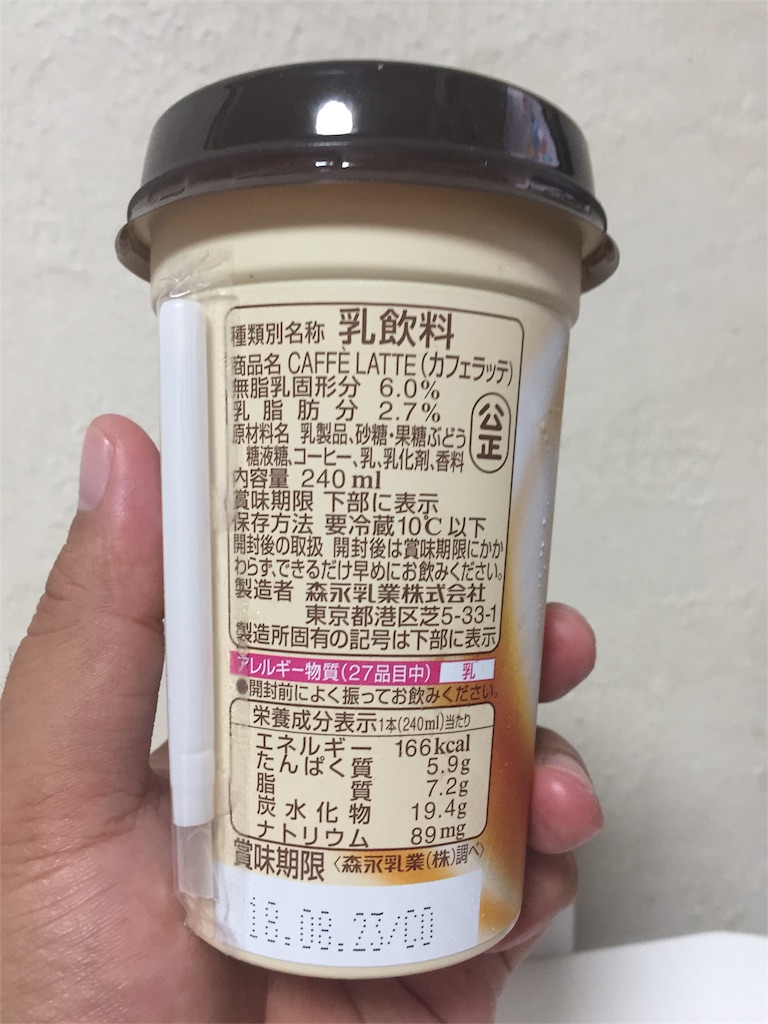 種類別名称 乳飲料
商品名 CAFFÈ LATTE (カフェラッテ)
無脂乳固形分 6.0%
乳脂肪分 2.7%
公正
原材料名 乳製品、砂糖・果糖ぶどう
糖液糖、コーヒー、乳、乳化剤、香料
内容量 240ml
賞味期限 下部に表示
保存方法 要冷蔵10℃以下
開封後の取扱 開封後は賞味期限にかか
わらず、できるだけ早めにお飲みください。
製造者 森永乳業株式会社
東京都港区芝5-33-1
製造所固有の記号は下部に表示
アレルギー物質(27品目中) 乳
●開封前によく振ってお飲みください。
栄養成分表示 1本(240ml)当たり
エネルギー 166kcal
たんぱく質 5.9g
脂質 7.2g
炭水化物 19.4g
ナトリウム 89mg
賞味期限 〈森永乳業(株)調べ〉
18.08.23/CO